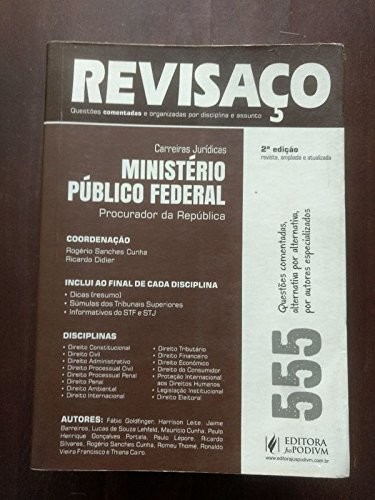 REVISAÇO
Questões comentadas e organizadas por disciplina e assunto
Carreiras Jurídicas
MINISTÉRIO
PÚBLICO FEDERAL
Procurador da República
2ª edição
revista, ampliada e atualizada
COORDENAÇÃO
Rogério Sanches Cunha
Ricardo Didier
INCLUI AO FINAL DE CADA DISCIPLINA
• Dicas (resumo)
• Súmulas dos Tribunais Superiores
• Informativos do STF e STJ
DISCIPLINAS
• Direito Constitucional
• Direito Civil
• Direito Administrativo
• Direito Processual Civil
• Direito Processual Penal
• Direito Penal
• Direito Ambiental
• Direito Internacional
• Direito Tributário
• Direito Financeiro
• Direito Econômico
• Direito do Consumidor
• Proteção Internacional
aos Direitos Humanos
• Legislação Institucional
• Direito Eleitoral
AUTORES: Fábio Goldfinger, Harrison Leite, Jaime
Barreiros, Lucas de Souza Lehfeld, Maurício Cunha, Paulo
Henrique Gonçalves Portela, Paulo Lépore, Ricardo
Silvares, Rogério Sanches Cunha, Romeu Thomé, Ronaldo
Vieira Francisco e Thiana Cairo.
555
Questões comentadas,
alternativa por alternativa,
por autores especializados
EDITORA
JusPODIVM
www.editorajuspodivm.com.br